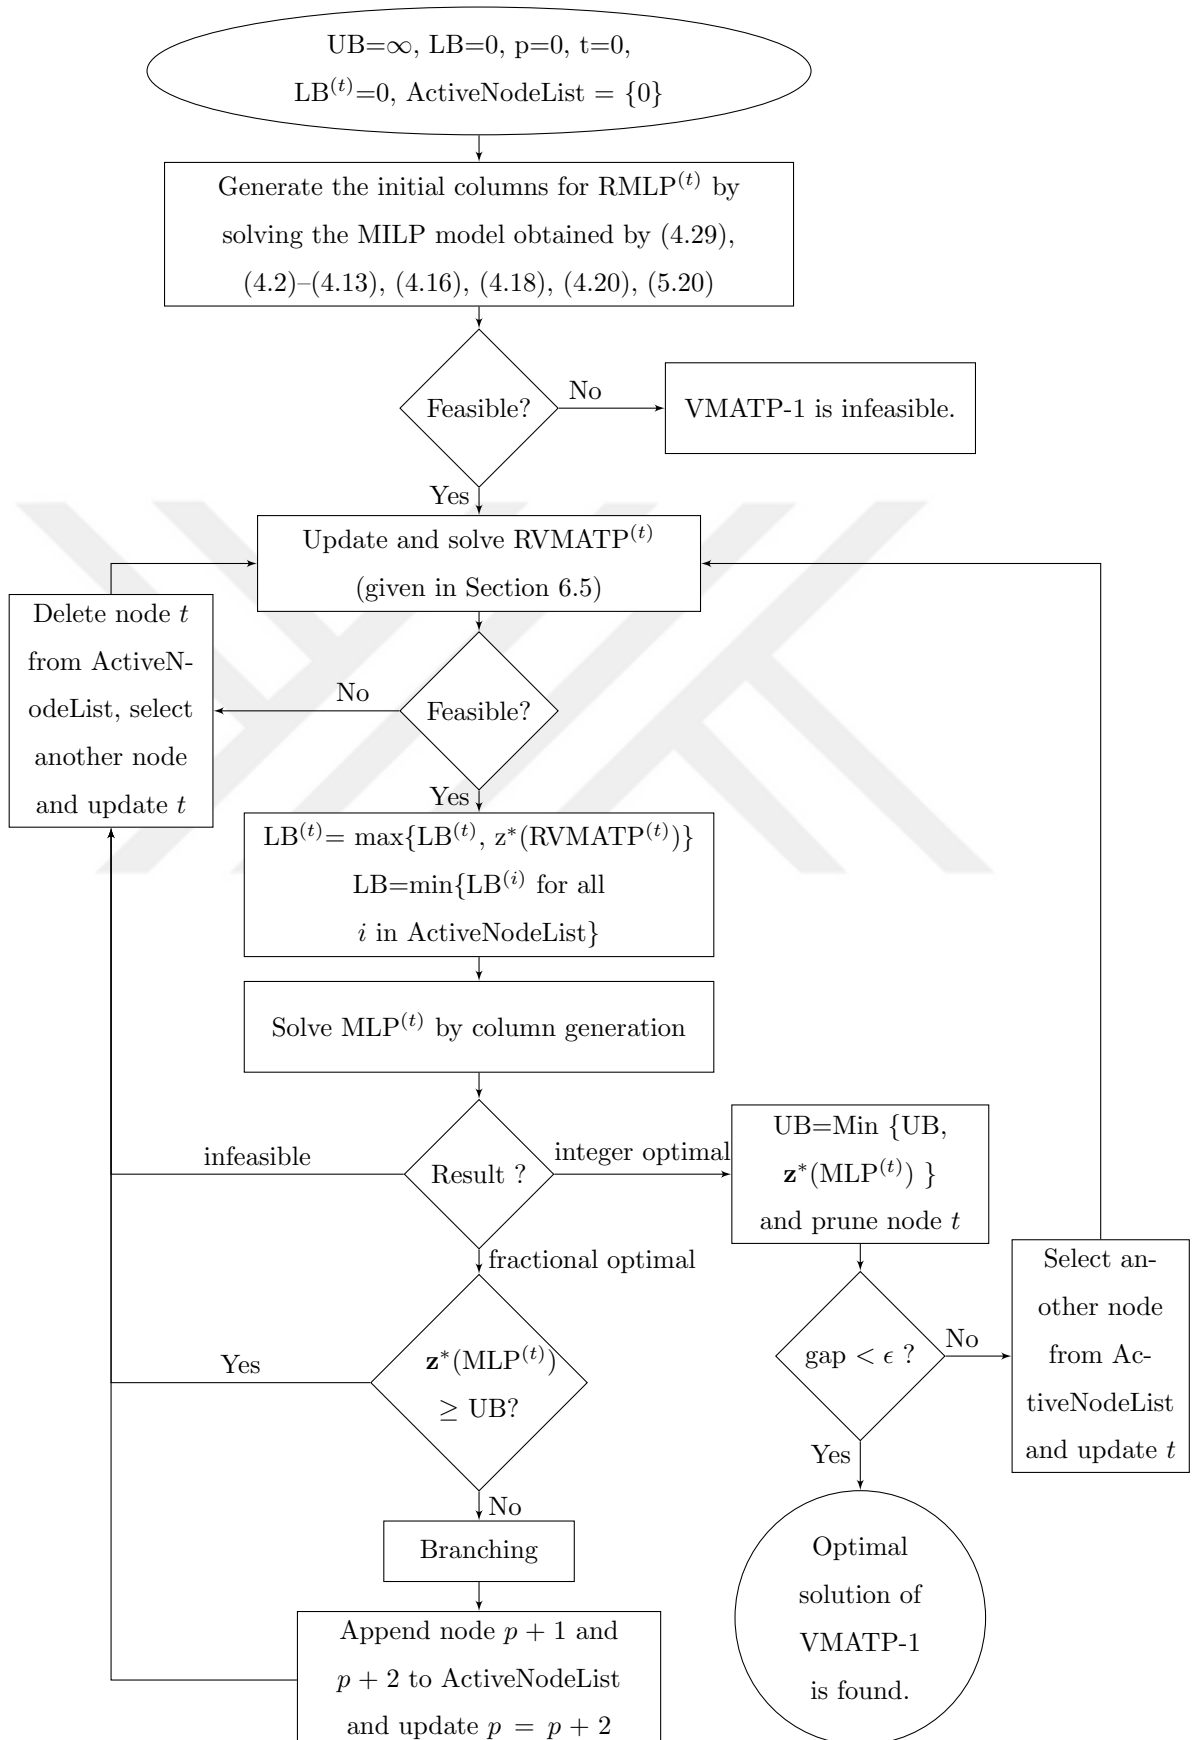 UB=∞, LB=0, p=0, t=0,
LB^(t)=0, ActiveNodeList = {0}
Generate the initial columns for RMLP^(t) by
solving the MILP model obtained by (4.29),
(4.2)–(4.13), (4.16), (4.18), (4.20), (5.20)
Feasible?
No
VMATP-1 is infeasible.
Yes
Update and solve RVMATP^(t)
(given in Section 6.5)
Delete node t
from ActiveN-
odeList, select
another node
and update t
No
Feasible?
Yes
LB^(t)= max{LB^(t), z*(RVMATP^(t))}
LB=min{LB^(i) for all
i in ActiveNodeList}
Solve MLP^(t) by column generation
infeasible
Result ?
integer optimal
UB=Min {UB,
z*(MLP^(t)) }
and prune node t
fractional optimal
Select an-
other node
from Ac-
tiveNodeList
and update t
gap < ϵ ?
No
Yes
z*(MLP^(t))
≥ UB?
Yes
No
Branching
Optimal
solution of
VMATP-1
is found.
Append node p + 1 and
p + 2 to ActiveNodeList
and update p = p + 2